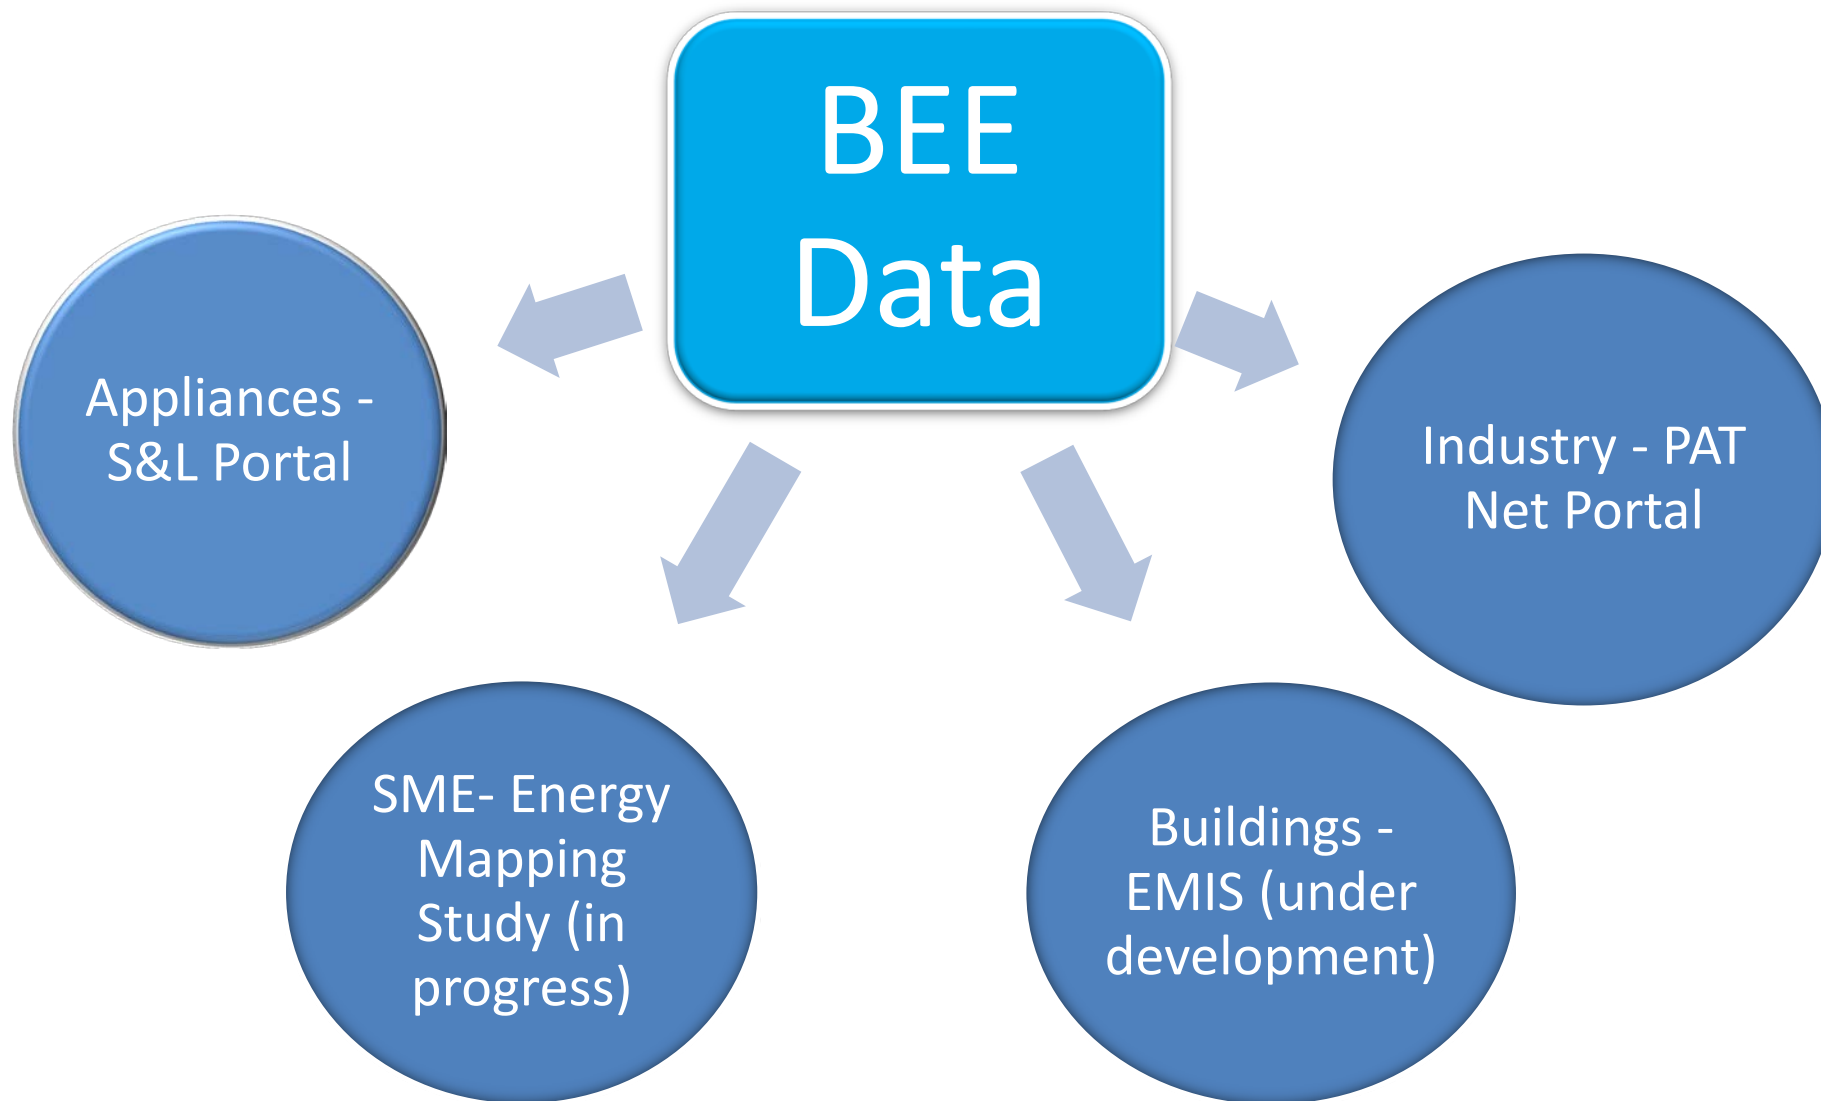 BEE
Data
Appliances -
S&L Portal
Industry - PAT
Net Portal
SME- Energy
Mapping
Study (in
progress)
Buildings -
EMIS (under
development)